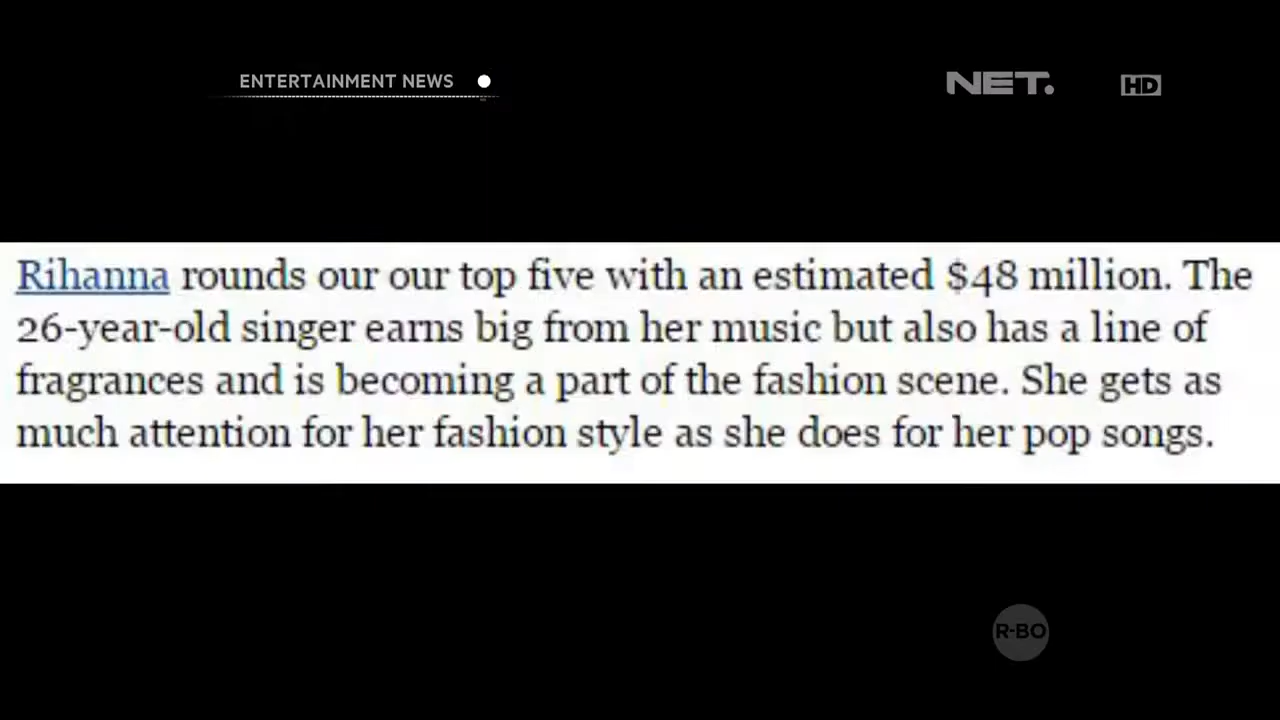 ENTERTAINMENT NEWS
NET.
HD
Rihanna rounds our our top five with an estimated $48 million. The
26-year-old singer earns big from her music but also has a line of
fragrances and is becoming a part of the fashion scene. She gets as
much attention for her fashion style as she does for her pop songs.
R-BO